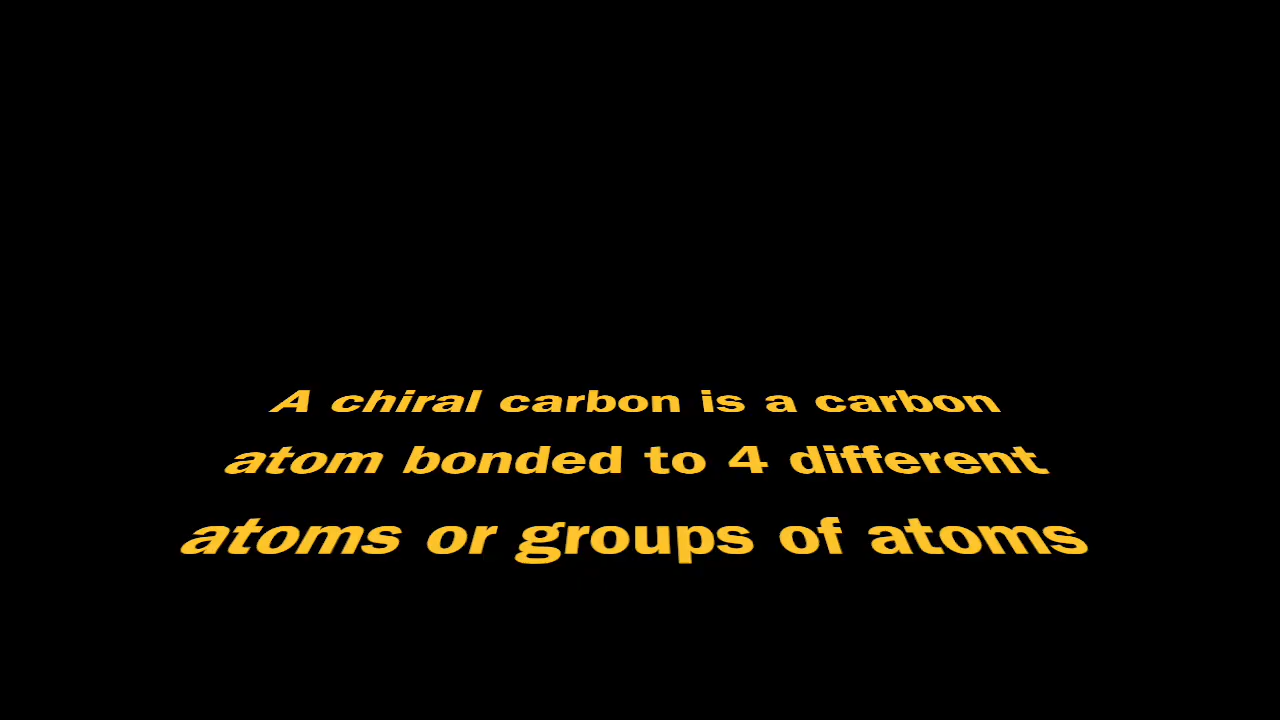 A chiral carbon is a carbon
atom bonded to 4 different
atoms or groups of atoms